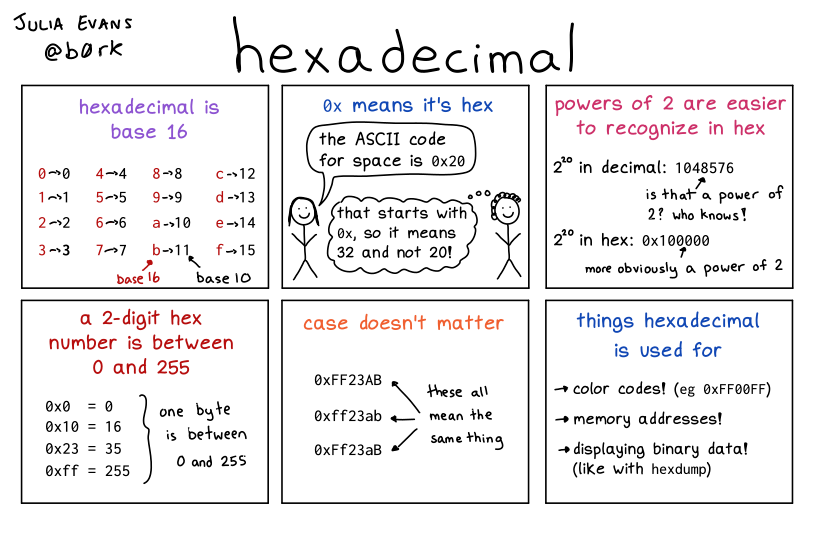 JULIA EVANS
@b0rk
hexadecimal
hexadecimal is
base 16
0→0 4→4 8→8 c→12
1→1 5→5 9→9 d→13
2→2 6→6 a→10 e→14
3→3 7→7 b→11 f→15
base 16 base 10
0x means it's hex
the ASCII code
for space is 0x20
that starts with
0x, so it means
32 and not 20!
powers of 2 are easier
to recognize in hex
2²⁰ in decimal: 1048576
is that a power of
2? who knows!
2²⁰ in hex: 0x100000
more obviously a power of 2
a 2-digit hex
number is between
0 and 255
0x0 = 0
0x10 = 16
0x23 = 35
0xff = 255
one byte
is between
0 and 255
case doesn't matter
0xFF23AB
0xff23ab
0xFf23aB
these all
mean the
same thing
things hexadecimal
is used for
→ color codes! (eg 0xFF00FF)
→ memory addresses!
→ displaying binary data!
(like with hexdump)